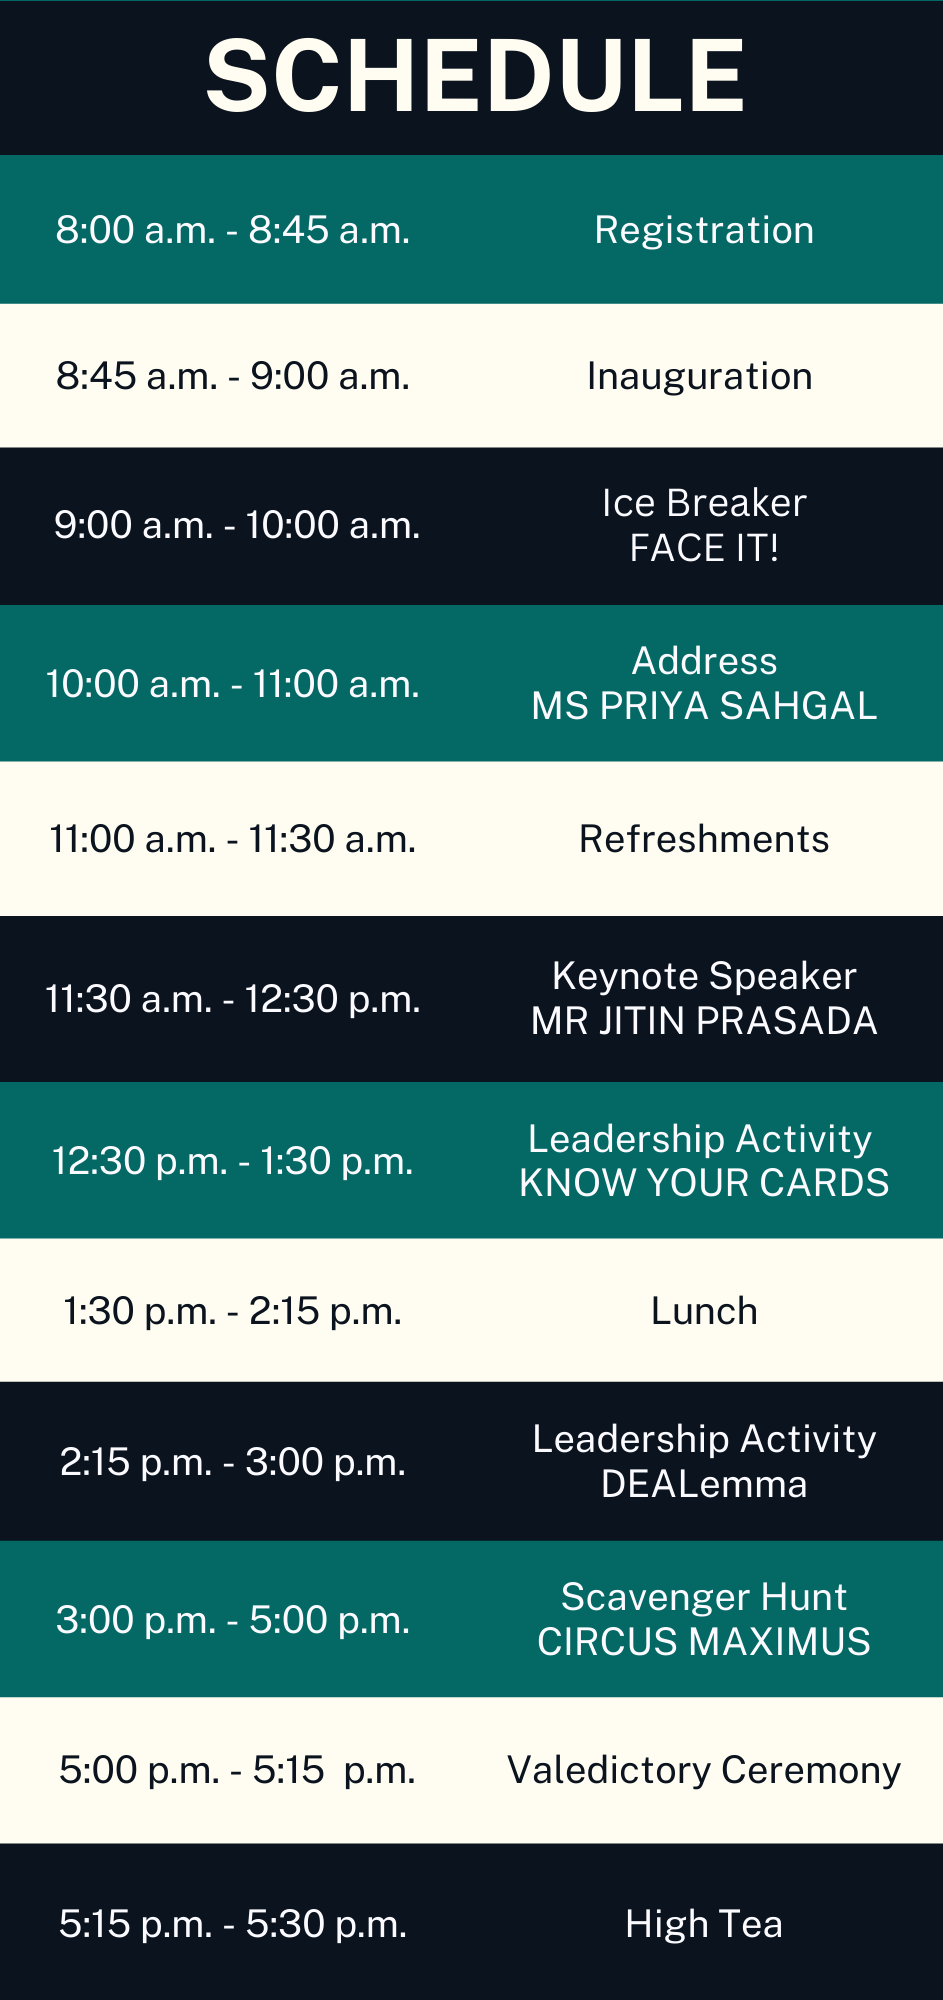 SCHEDULE
8:00 a.m. - 8:45 a.m. Registration
8:45 a.m. - 9:00 a.m. Inauguration
9:00 a.m. - 10:00 a.m. Ice Breaker
FACE IT!
10:00 a.m. - 11:00 a.m. Address
MS PRIYA SAHGAL
11:00 a.m. - 11:30 a.m. Refreshments
11:30 a.m. - 12:30 p.m. Keynote Speaker
MR JITIN PRASADA
12:30 p.m. - 1:30 p.m. Leadership Activity
KNOW YOUR CARDS
1:30 p.m. - 2:15 p.m. Lunch
2:15 p.m. - 3:00 p.m. Leadership Activity
DEALemma
3:00 p.m. - 5:00 p.m. Scavenger Hunt
CIRCUS MAXIMUS
5:00 p.m. - 5:15  p.m. Valedictory Ceremony
5:15 p.m. - 5:30 p.m. High Tea